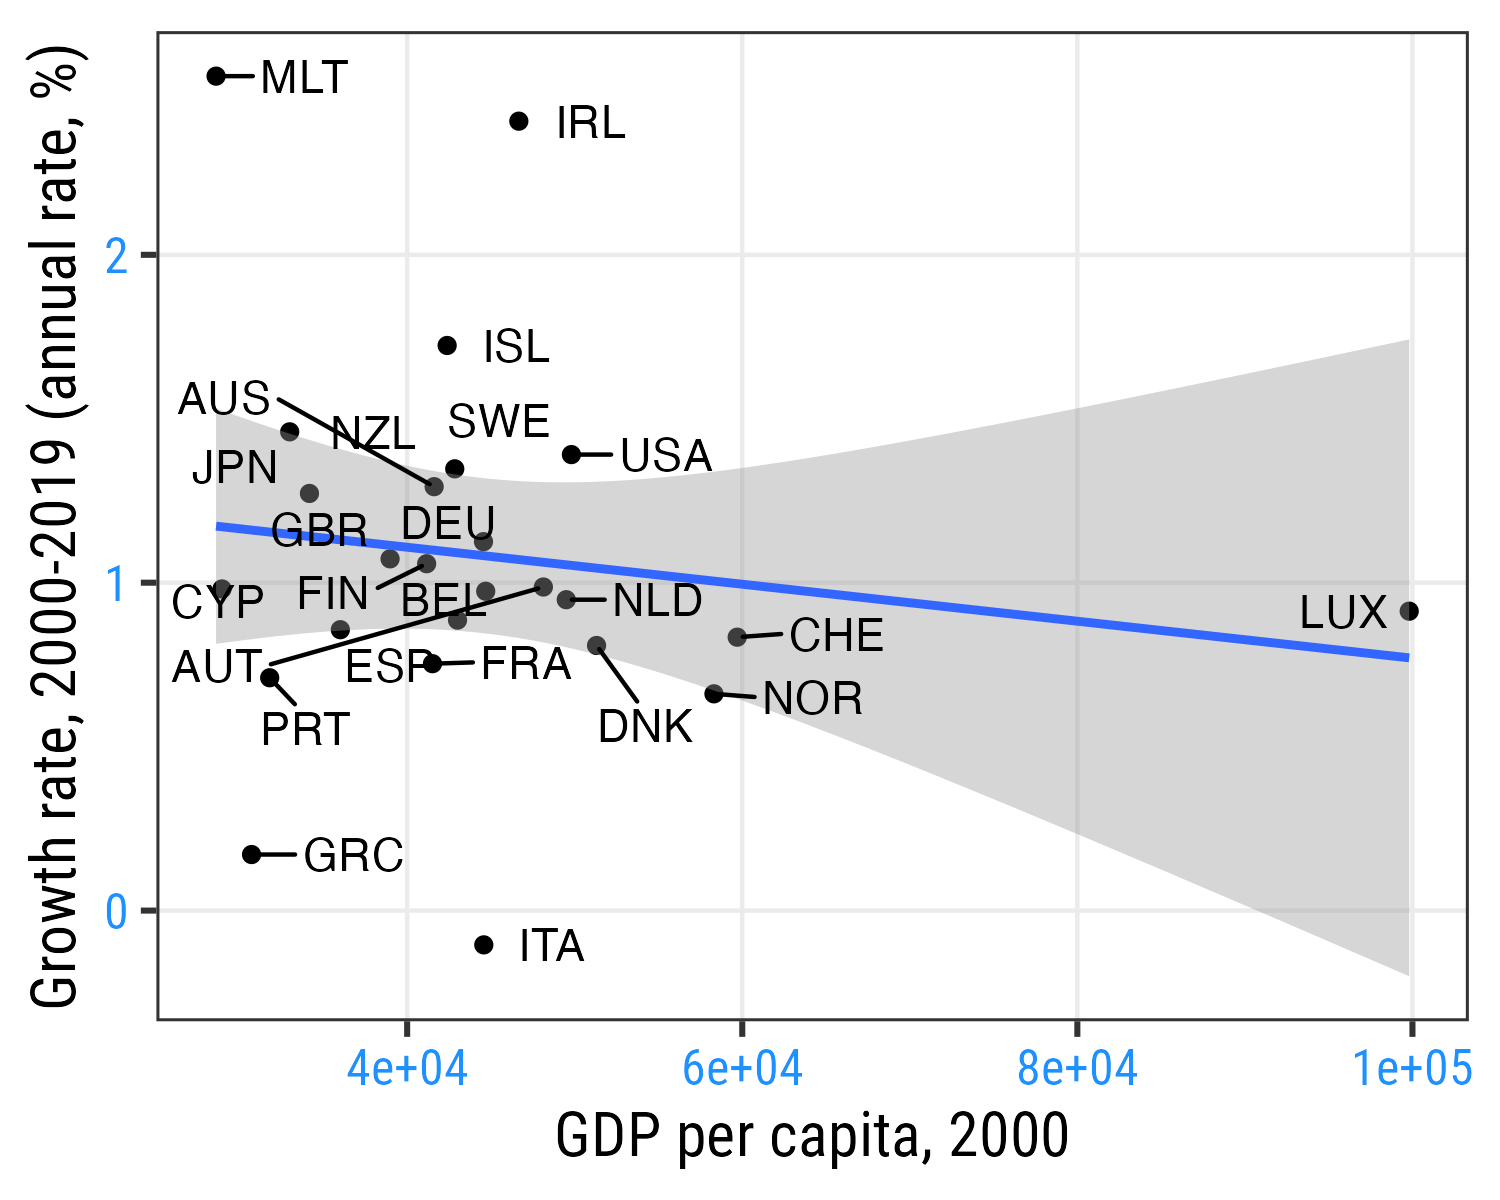 Growth rate, 2000-2019 (annual rate, %)
MLT
IRL
2
ISL
AUS
NZL
SWE
USA
JPN
GBR
DEU
1
CYP
FIN
BEL
NLD
LUX
CHE
AUT
ESP
FRA
NOR
PRT
DNK
GRC
0
ITA
4e+04
6e+04
8e+04
1e+05
GDP per capita, 2000